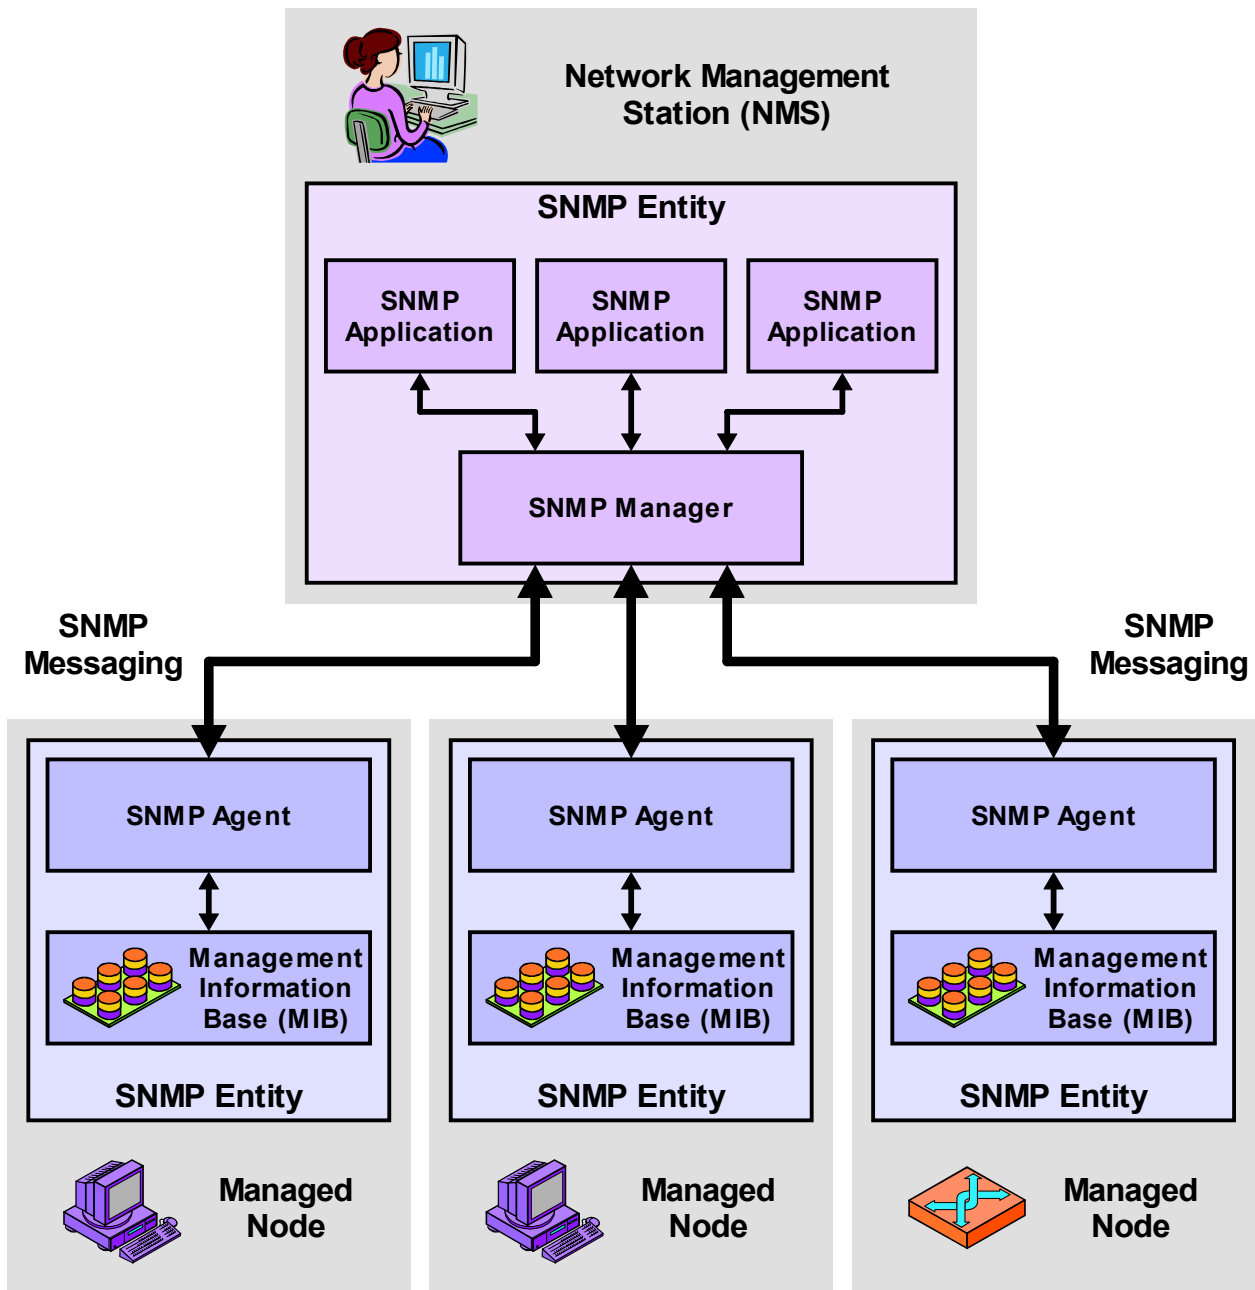 Network Management
Station (NMS)
SNMP Entity
SNMP
Application
SNMP
Application
SNMP
Application
SNMP Manager
SNMP
Messaging
SNMP
Messaging
SNMP Agent
Management
Information
Base (MIB)
SNMP Entity
Managed
Node
SNMP Agent
Management
Information
Base (MIB)
SNMP Entity
Managed
Node
SNMP Agent
Management
Information
Base (MIB)
SNMP Entity
Managed
Node